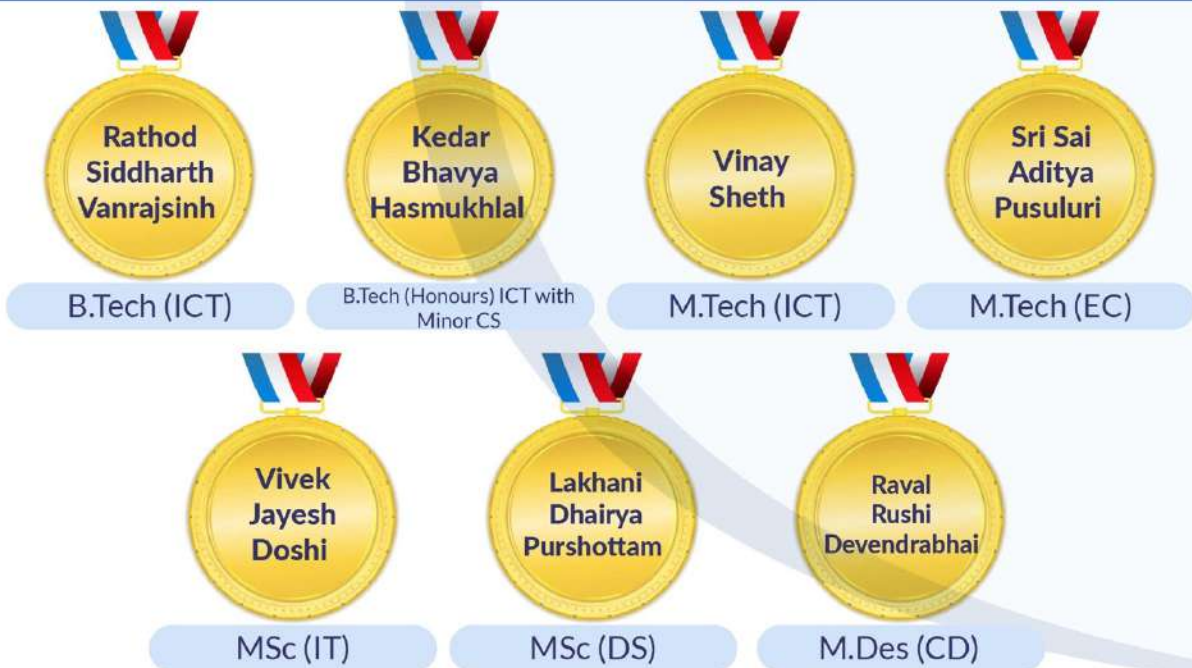 Rathod
Siddharth
Vanrajsinh
B.Tech (ICT)
Kedar
Bhavya
Hasmukhlal
B.Tech (Honours) ICT with
Minor CS
Vinay
Sheth
M.Tech (ICT)
Sri Sai
Aditya
Pusuluri
M.Tech (EC)
Vivek
Jayesh
Doshi
MSc (IT)
Lakhani
Dhairya
Purshottam
MSc (DS)
Raval
Rushi
Devendrabhai
M.Des (CD)